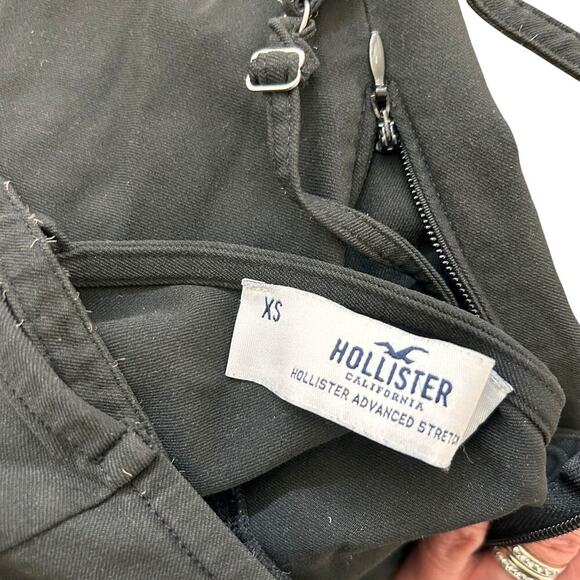 XS
HOLLISTER
CALIFORNIA
HOLLISTER ADVANCED STRETCH